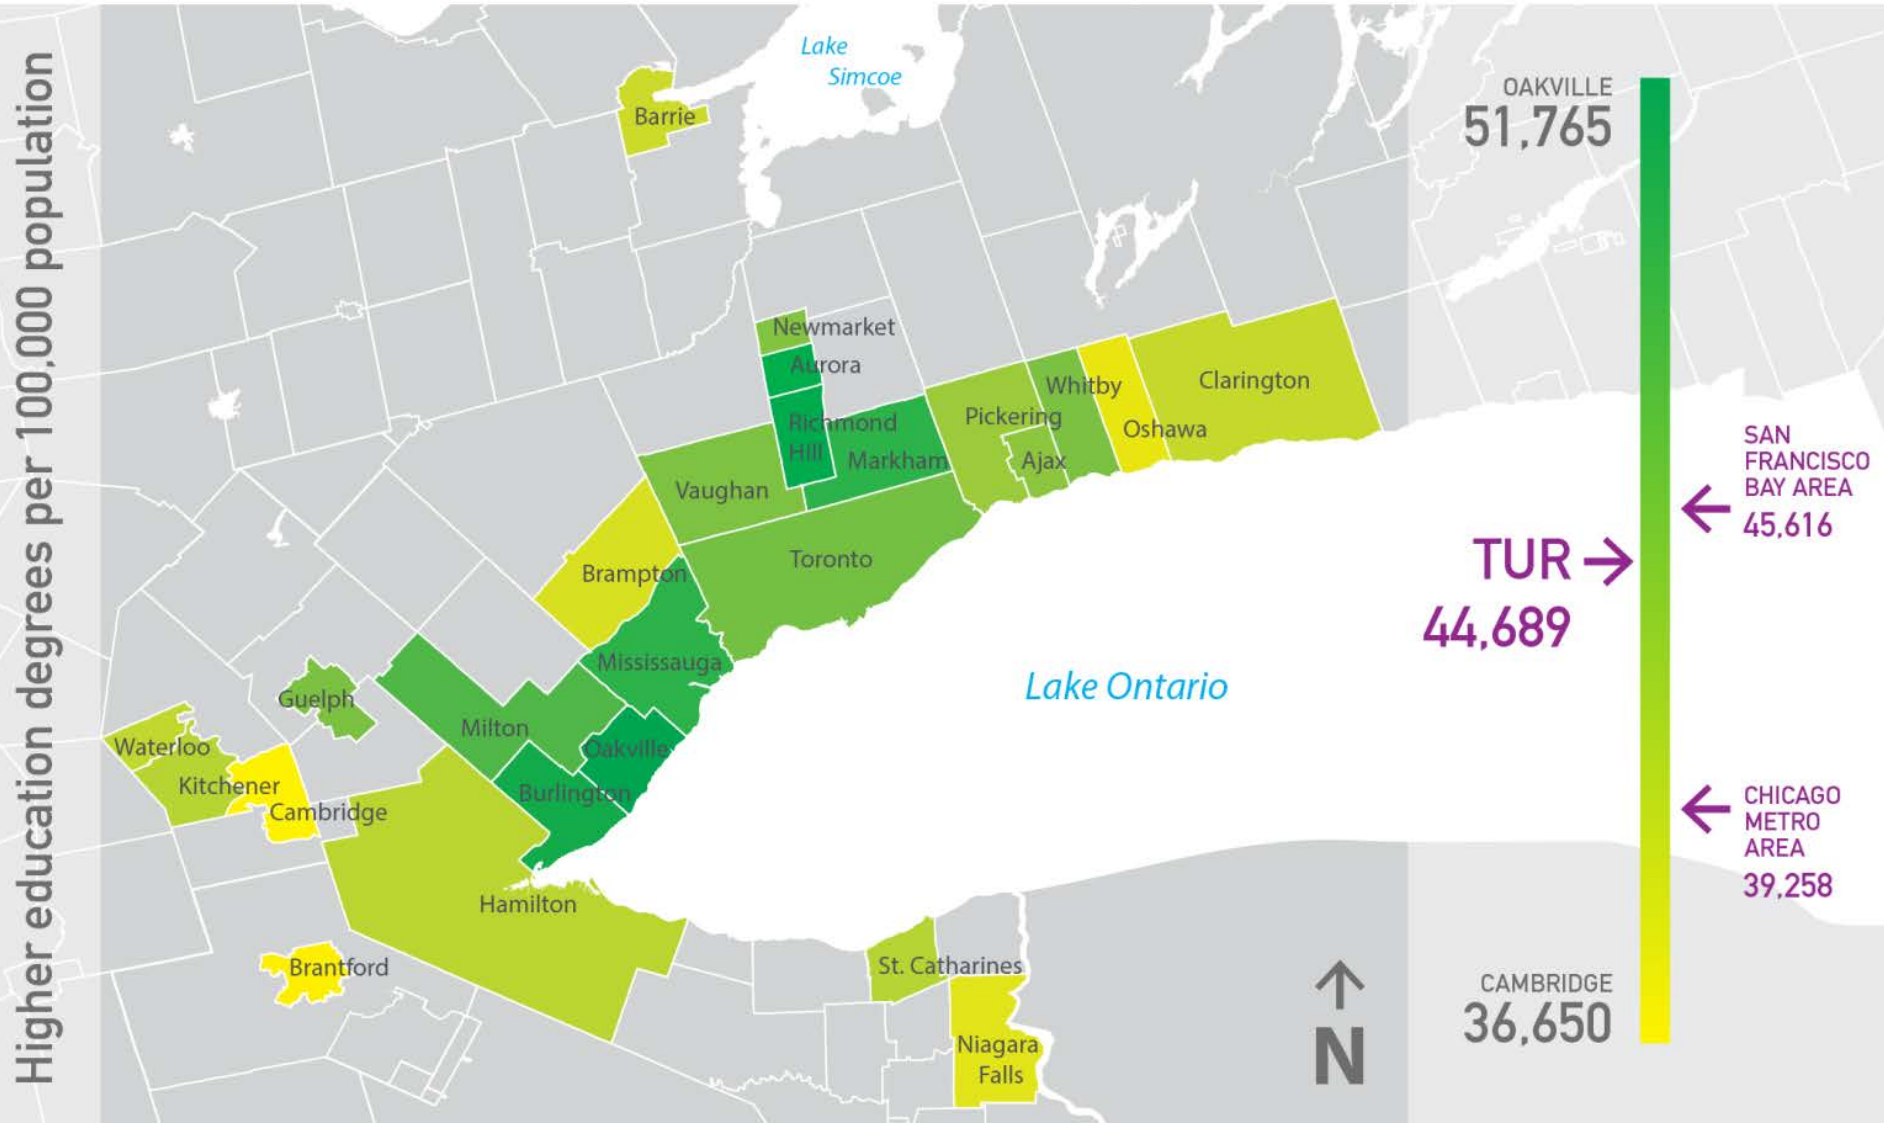 Higher education degrees per 100,000 population
Lake
Simcoe
Barrie
Newmarket
Aurora
Richmond
Hill
Markham
Vaughan
Toronto
Pickering
Ajax
Whitby
Oshawa
Clarington
Brampton
Mississauga
Milton
Oakville
Burlington
Guelph
Waterloo
Kitchener
Cambridge
Hamilton
Brantford
St. Catharines
Niagara
Falls
Lake Ontario
N
OAKVILLE
51,765
SAN
FRANCISCO
BAY AREA
45,616
TUR
44,689
CHICAGO
METRO
AREA
39,258
CAMBRIDGE
36,650